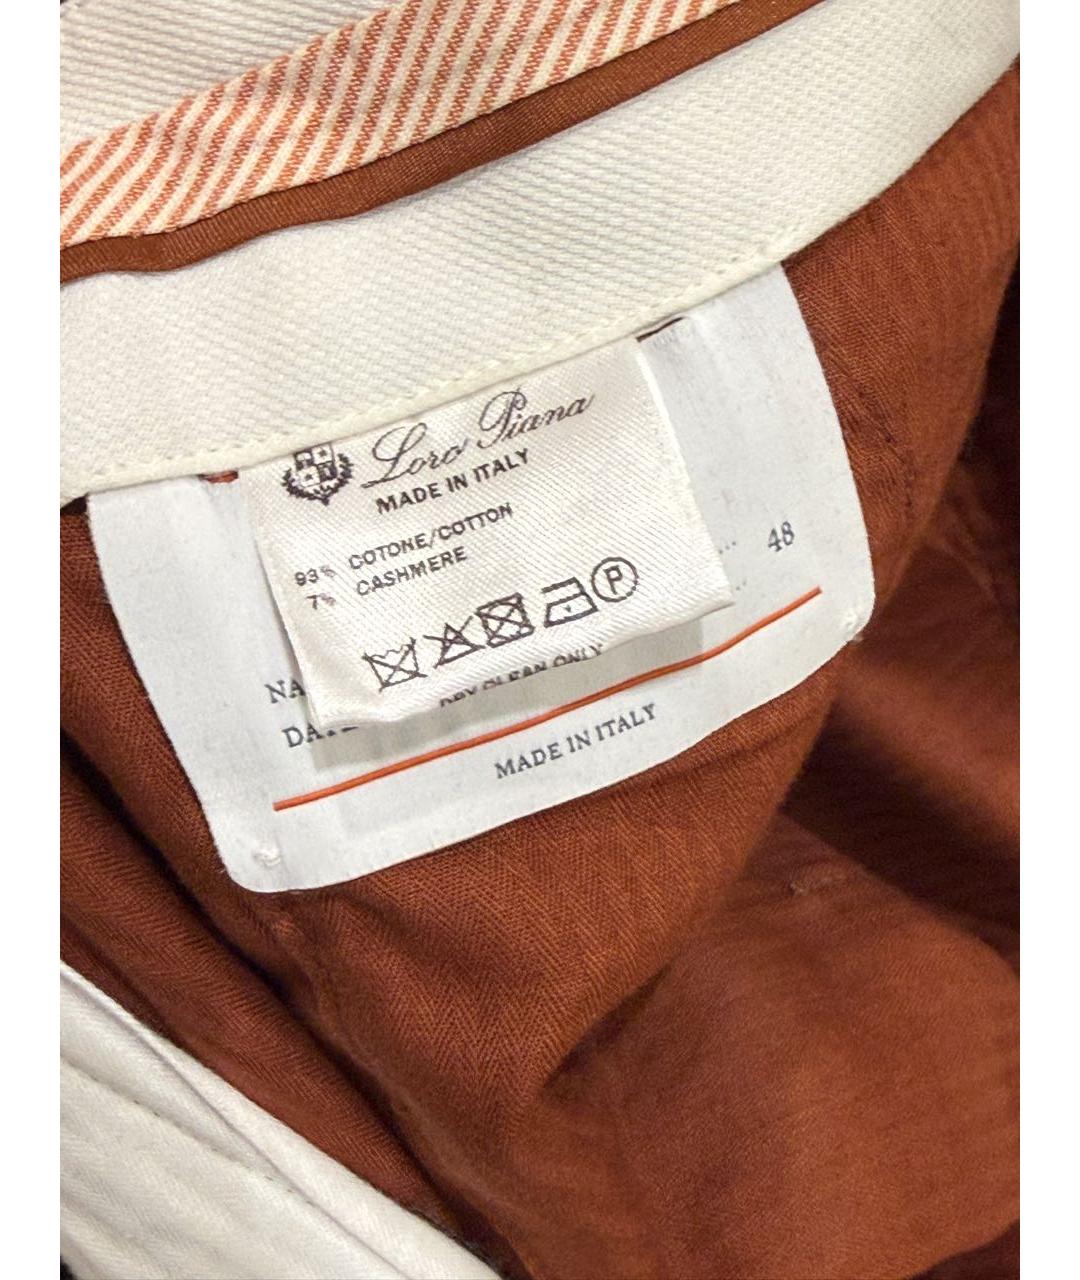 Loro Piana
MADE IN ITALY
93% COTONE/COTTON
7% CASHMERE
P
DRY CLEAN ONLY
48
MADE IN ITALY